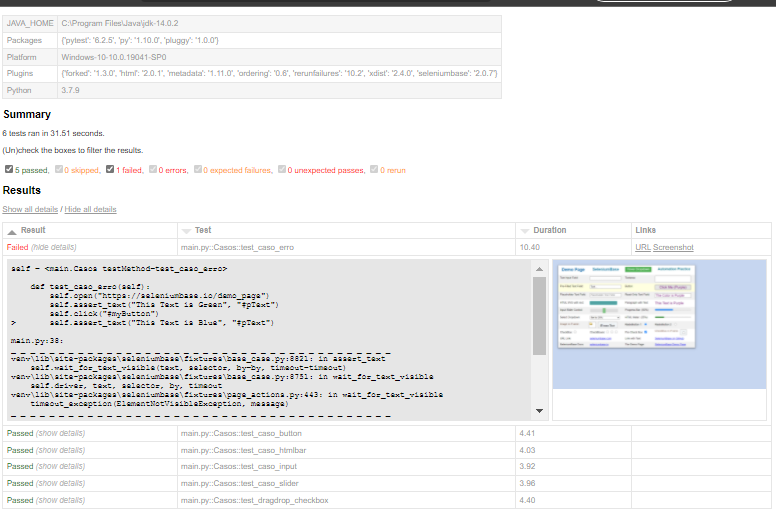 JAVA_HOME C:\Program Files\Java\jdk-14.0.2
Packages {'pytest': '6.2.5', 'py': '1.10.0', 'pluggy': '1.0.0'}
Platform Windows-10-10.0.19041-SP0
Plugins {'forked': '1.3.0', 'html': '2.0.1', 'metadata': '1.11.0', 'ordering': '0.6', 'rerunfailures': '10.2', 'xdist': '2.4.0', 'seleniumbase': '2.0.7'}
Python 3.7.9
Summary
6 tests ran in 31.51 seconds.
(Un)check the boxes to filter the results.
5 passed, 0 skipped, 1 failed, 0 errors, 0 expected failures, 0 unexpected passes, 0 rerun
Results
Show all details / Hide all details
Result Test Duration Links
Failed (hide details) main.py::Casos::test_caso_erro 10.40 URL Screenshot
self = <main.Casos testMethod=test_caso_erro>
def test_caso_erro(self):
self.open("https://seleniumbase.io/demo_page")
self.assert_text("This Text is Green", "#pText")
self.click("#myButton")
> self.assert_text("This Text is Blue", "#pText")
main.py:38:
_ _ _ _ _ _ _ _ _ _ _ _ _ _ _ _ _ _ _ _ _ _ _ _ _ _ _ _ _ _ _ _ _ _ _ _ _ _ _ _
venv\lib\site-packages\seleniumbase\fixtures\base_case.py:8821: in assert_text
self.wait_for_text_visible(text, selector, by=by, timeout=timeout)
venv\lib\site-packages\seleniumbase\fixtures\base_case.py:8751: in wait_for_text_visible
self.driver, text, selector, by, timeout
venv\lib\site-packages\seleniumbase\fixtures\page_actions.py:443: in wait_for_text_visible
timeout_exception(ElementNotVisibleException, message)
_ _ _ _ _ _ _ _ _ _ _ _ _ _ _ _ _ _ _ _ _ _ _ _ _ _ _ _ _ _ _ _ _ _ _ _ _ _ _ _
Demo Page SeleniumBase Automation Practice
Passed (show details) main.py::Casos::test_caso_button 4.41
Passed (show details) main.py::Casos::test_caso_htmlbar 4.03
Passed (show details) main.py::Casos::test_caso_input 3.92
Passed (show details) main.py::Casos::test_caso_slider 3.96
Passed (show details) main.py::Casos::test_dragdrop_checkbox 4.40